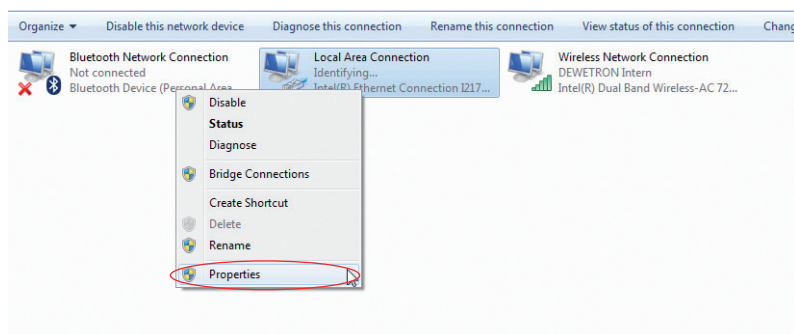 Organize Disable this network device Diagnose this connection Rename this connection View status of this connection
Bluetooth Network Connection
Not connected
Bluetooth Device (Personal Area
Local Area Connection
Identifying...
Intel(R) Ethernet Connection I217...
Wireless Network Connection
DEWETRON Intern
Intel(R) Dual Band Wireless-AC 72...
Disable
Status
Diagnose
Bridge Connections
Create Shortcut
Delete
Rename
Properties